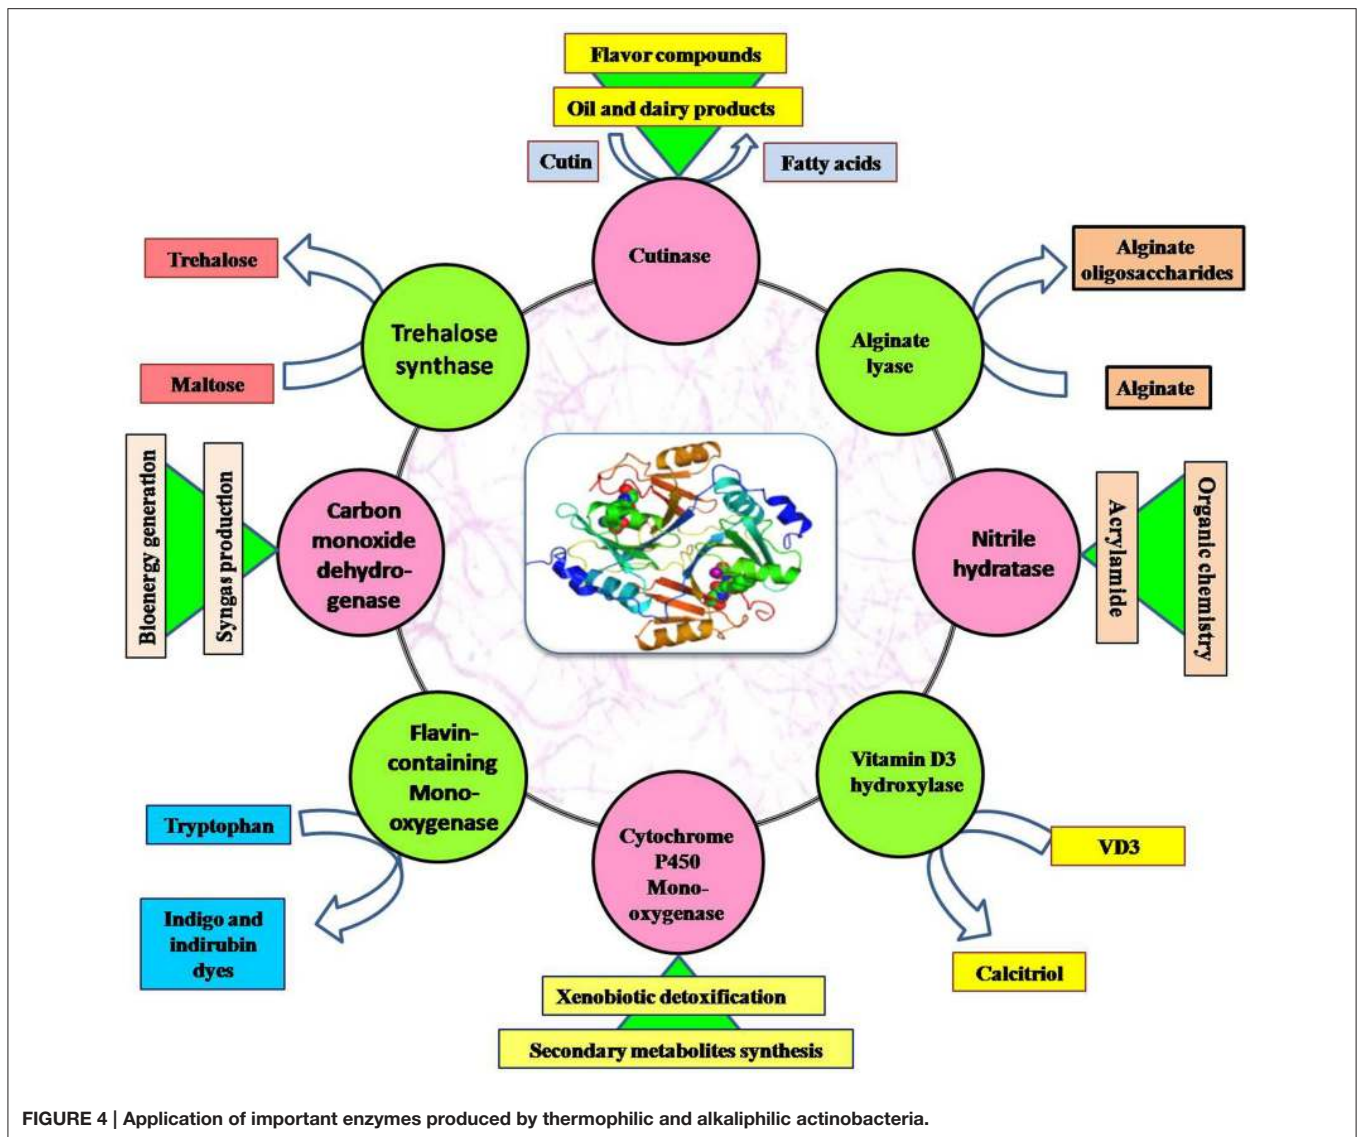 Flavor compounds
Oil and dairy products
Cutin
Fatty acids
Cutinase
Trehalose
Maltose
Trehalose
synthase
Alginate
lyase
Alginate
oligosaccharides
Alginate
Bioenergy generation
Syngas production
Carbon
monoxide
dehydro-
genase
Nitrile
hydratase
Acrylamide
Organic chemistry
Flavin-
containing
Mono-
oxygenase
Tryptophan
Indigo and
indirubin
dyes
Cytochrome
P450
Mono-
oxygenase
Vitamin D3
hydroxylase
VD3
Calcitriol
Xenobiotic detoxification
Secondary metabolites synthesis
FIGURE 4 | Application of important enzymes produced by thermophilic and alkaliphilic actinobacteria.